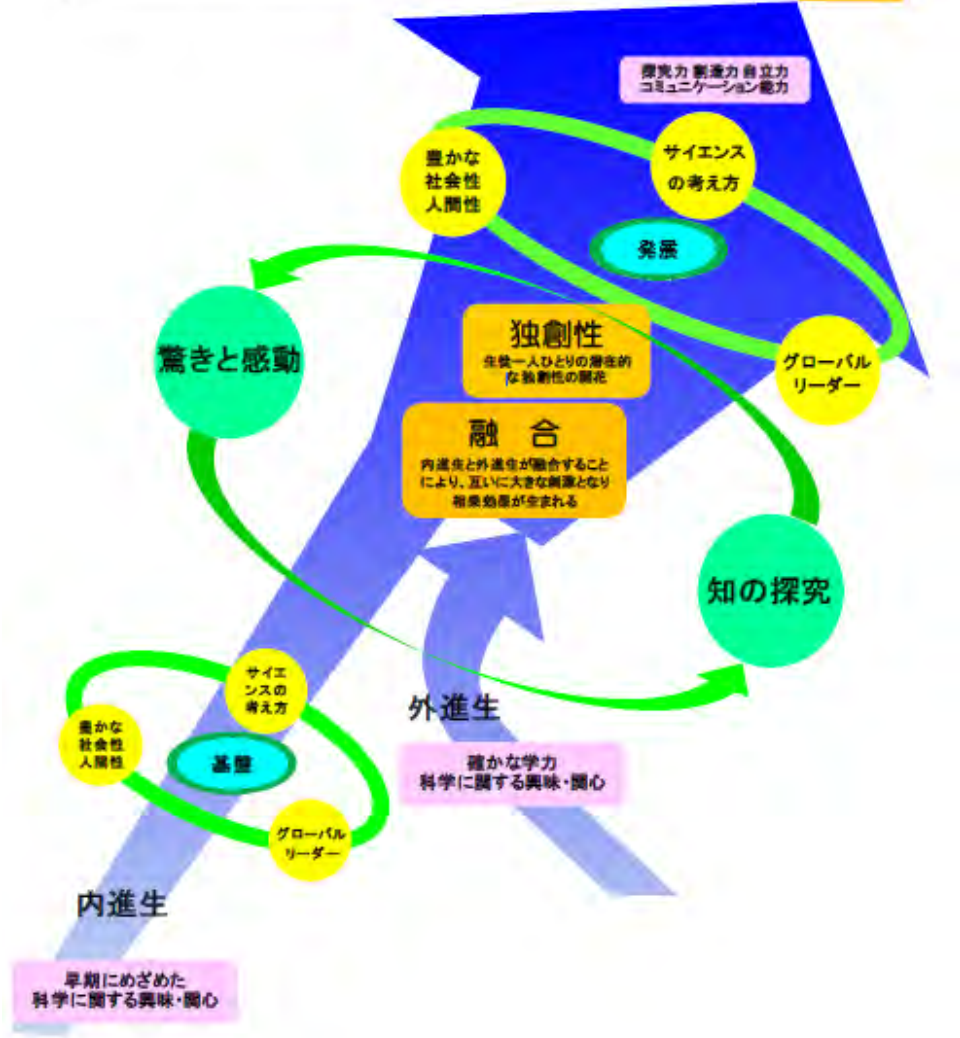 探究力 創造力 自立力
コミュニケーション能力
豊かな
社会性
人間性
サイエンス
の考え方
発展
グローバル
リーダー
独創性
生徒一人ひとりの潜在的
な独創性の開花
驚きと感動
融 合
内進生と外進生が融合すること
により、互いに大きな刺激となり
相乗効果が生まれる
知の探究
サイエ
ンスの
考え方
豊かな
社会性
人間性
基盤
グローバル
リーダー
外進生
確かな学力
科学に関する興味・関心
内進生
早期にめざめた
科学に関する興味・関心